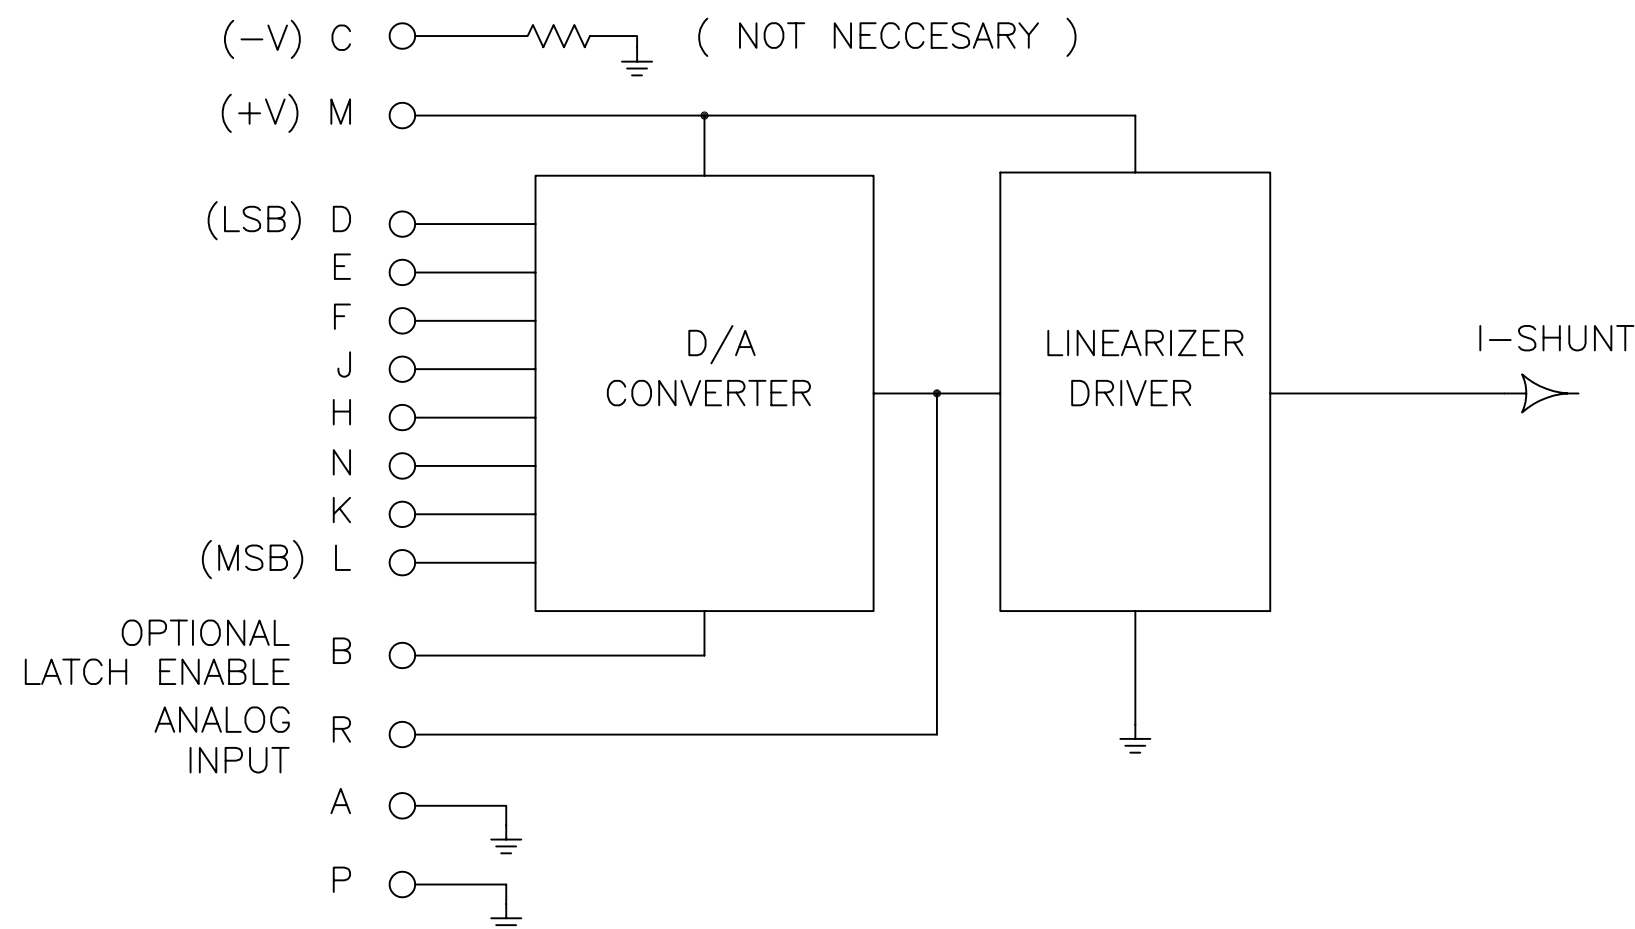 (-V) C ( NOT NECCESARY )
(+V) M
(LSB) D
E
F
J
H
N
K
(MSB) L
D/A
CONVERTER
LINEARIZER
DRIVER
I-SHUNT
OPTIONAL
LATCH ENABLE B
ANALOG
INPUT R
A
P